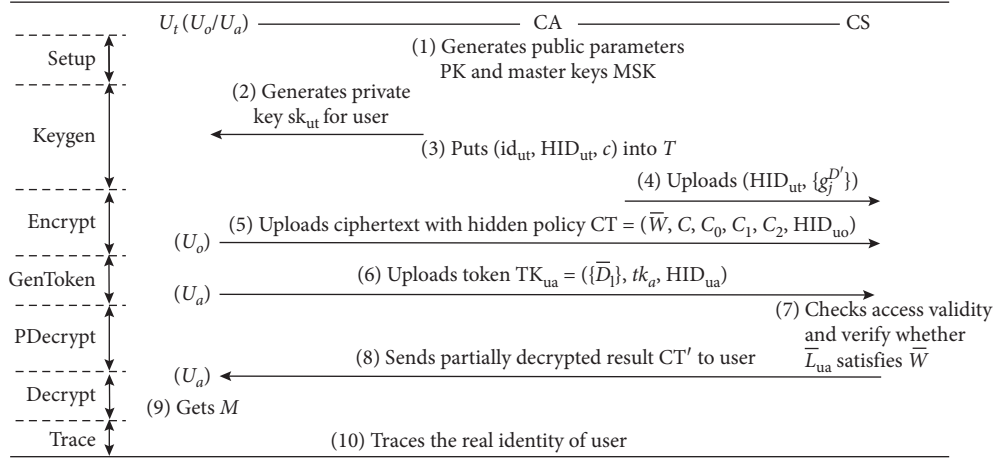 U_t (U_o/U_a) CA CS
Setup
(1) Generates public parameters
PK and master keys MSK
Keygen
(2) Generates private
key sk_ut for user
(3) Puts (id_ut, HID_ut, c) into T
(4) Uploads (HID_ut, {g_j^D′})
Encrypt
(5) Uploads ciphertext with hidden policy CT = (W̅, C, C_0, C_1, C_2, HID_uo)
(U_o)
GenToken
(6) Uploads token TK_ua = ({D̅_l}, tk_a, HID_ua)
(U_a)
(7) Checks access validity
and verify whether
L̅_ua satisfies W̅
PDecrypt
(8) Sends partially decrypted result CT′ to user
(U_a)
Decrypt
(9) Gets M
Trace
(10) Traces the real identity of user